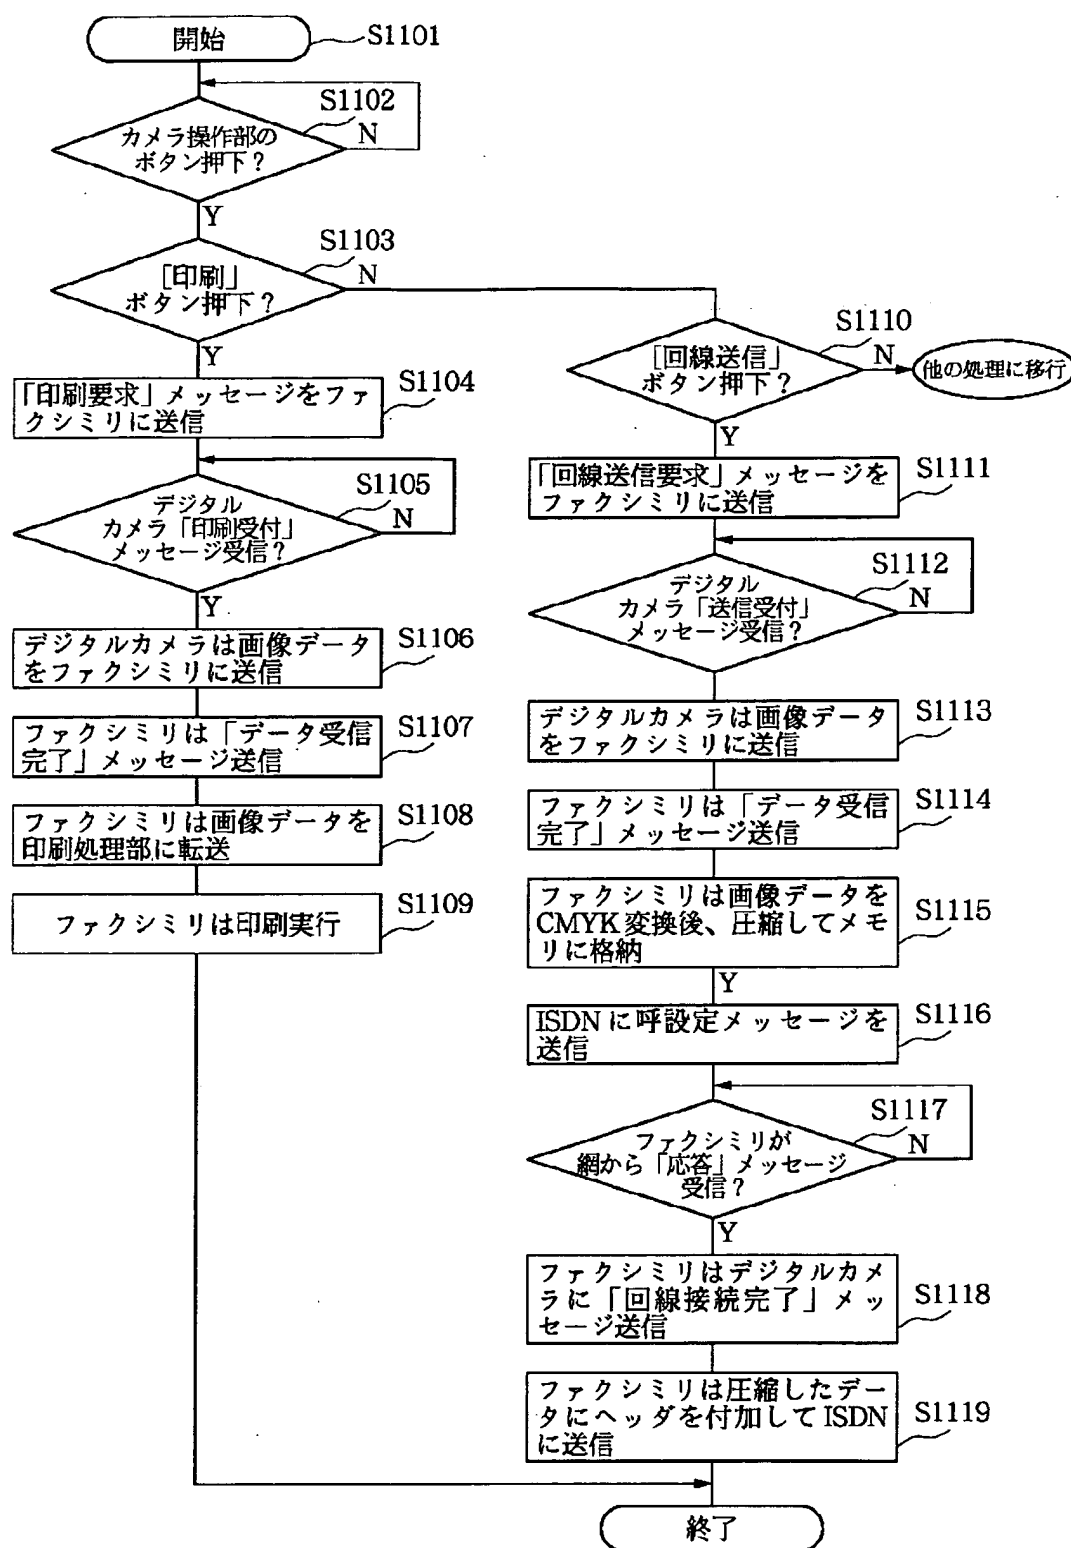 開始
S1101
S1102
カメラ操作部の
ボタン押下?
N
Y
S1103
[印刷」
ボタン押下?
N
Y
S1104
「印刷要求」メッセージをファ
クシミリに送信
S1105
デジタル
カメラ「印刷受付」
メッセージ受信?
N
Y
S1106
デジタルカメラは画像データ
をファクシミリに送信
S1107
ファクシミリは「データ受信
完了」メッセージ送信
S1108
ファクシミリは画像データを
印刷処理部に転送
S1109
ファクシミリは印刷実行
S1110
[回線送信」
ボタン押下?
N
他の処理に移行
Y
S1111
「回線送信要求」メッセージを
ファクシミリに送信
S1112
デジタル
カメラ「送信受付」
メッセージ受信?
N
S1113
デジタルカメラは画像データ
をファクシミリに送信
S1114
ファクシミリは「データ受信
完了」メッセージ送信
S1115
ファクシミリは画像データを
CMYK変換後、圧縮してメモ
リに格納
Y
S1116
ISDNに呼設定メッセージを
送信
S1117
ファクシミリが
網から「応答」メッセージ
受信?
N
Y
S1118
ファクシミリはデジタルカメ
ラに「回線接続完了」メッ
セージ送信
S1119
ファクシミリは圧縮したデー
タにヘッダを付加してISDN
に送信
終了